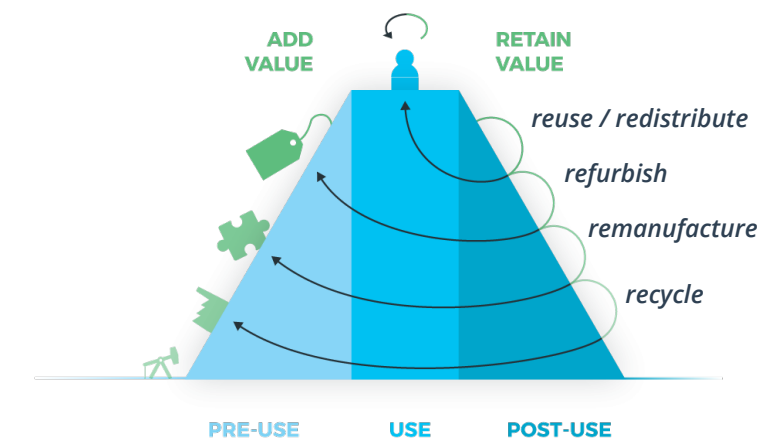 ADD
VALUE
RETAIN
VALUE
reuse / redistribute
refurbish
remanufacture
recycle
PRE-USE
USE
POST-USE